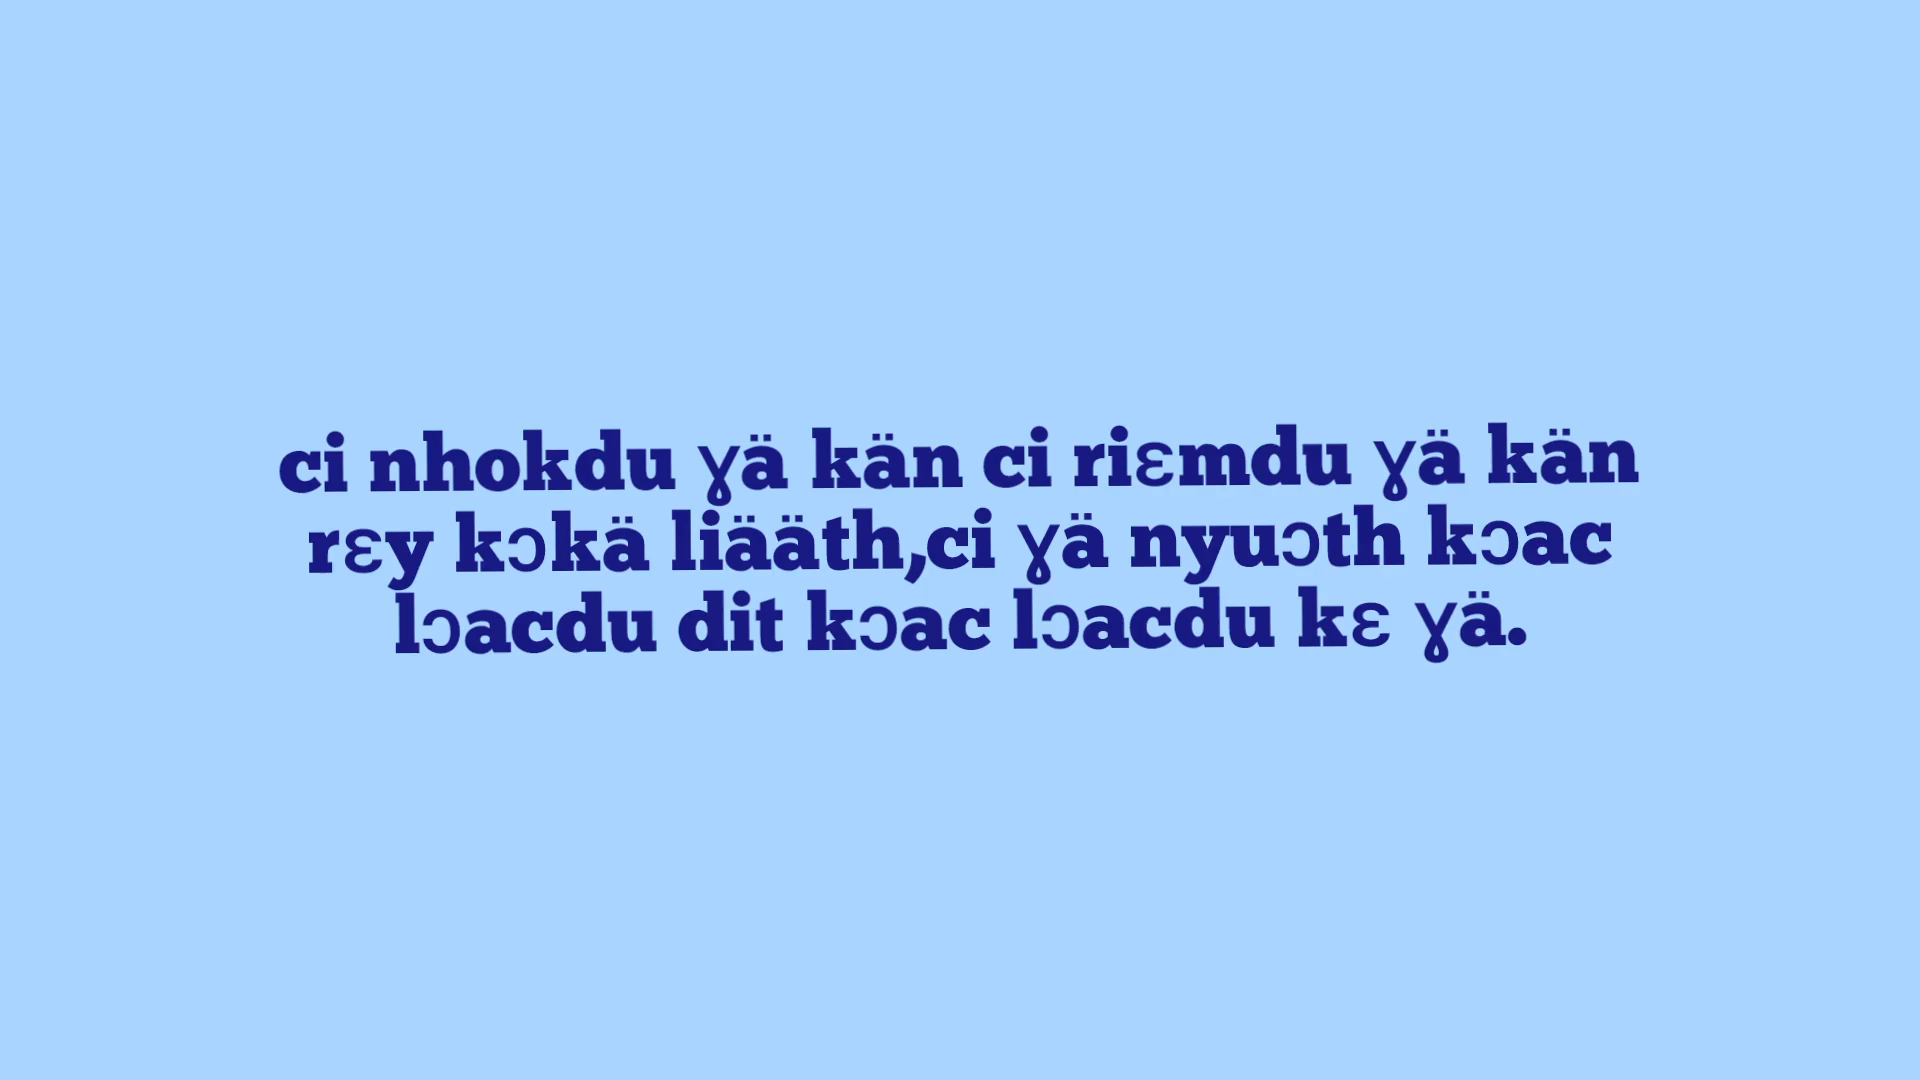 ci nhokdu ɣä kän ci riɛmdu ɣä kän
rɛy kɔkä liääth,ci ɣä nyuɔth kɔac
lɔacdu dit kɔac lɔacdu kɛ ɣä.